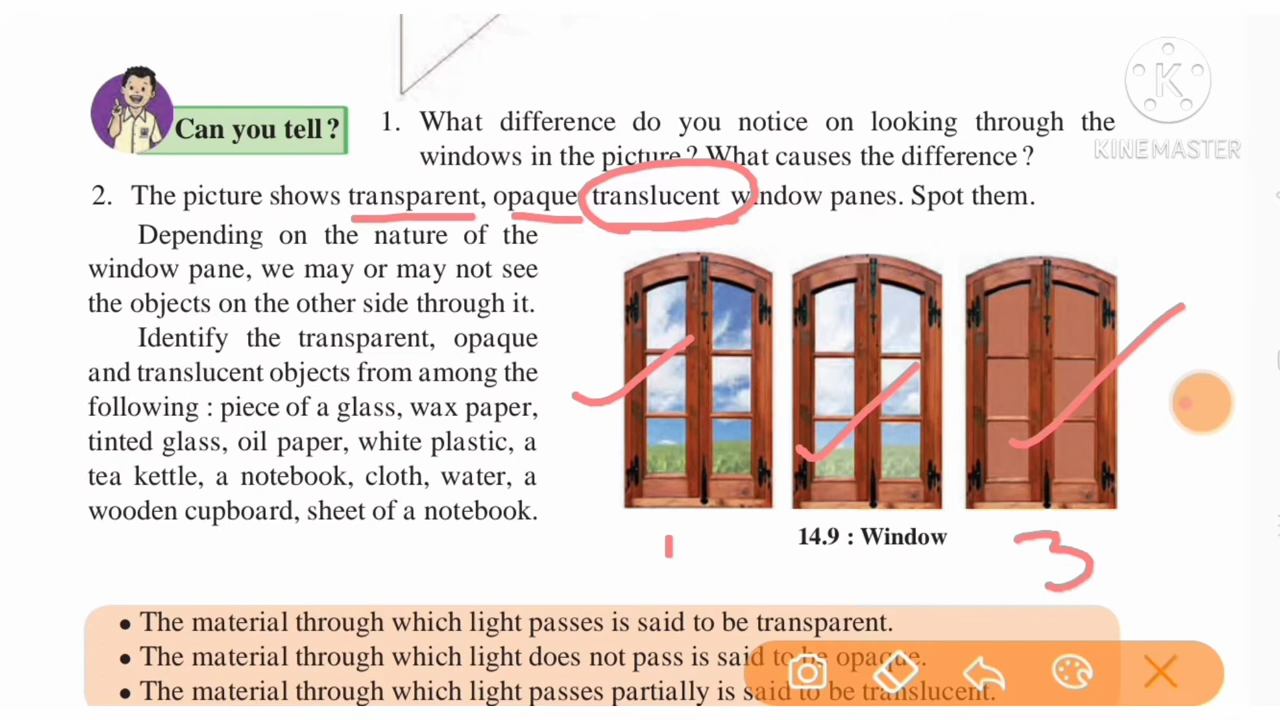 Can you tell ?
1. What difference do you notice on looking through the
windows in the picture ? What causes the difference ?
KINEMASTER
2. The picture shows transparent, opaque translucent window panes. Spot them.
Depending on the nature of the
window pane, we may or may not see
the objects on the other side through it.
Identify the transparent, opaque
and translucent objects from among the
following : piece of a glass, wax paper,
tinted glass, oil paper, white plastic, a
tea kettle, a notebook, cloth, water, a
wooden cupboard, sheet of a notebook.
14.9 : Window
1
3
• The material through which light passes is said to be transparent.
• The material through which light does not pass is said to be opaque.
• The material through which light passes partially is said to be translucent.